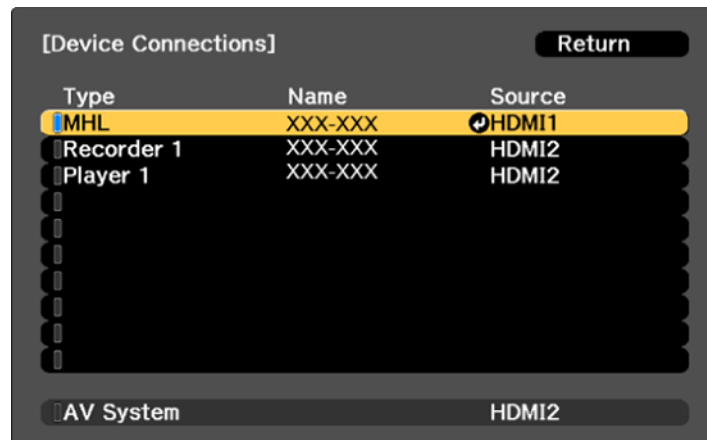 [Device Connections] Return
Type Name Source
MHL XXX-XXX HDMI1
Recorder 1 XXX-XXX HDMI2
Player 1 XXX-XXX HDMI2
AV System HDMI2